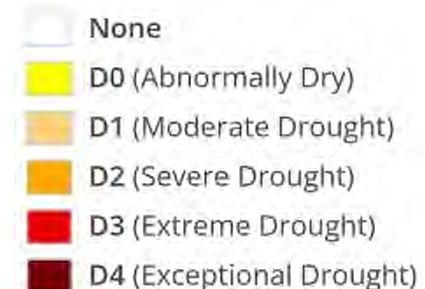 None
D0 (Abnormally Dry)
D1 (Moderate Drought)
D2 (Severe Drought)
D3 (Extreme Drought)
D4 (Exceptional Drought)